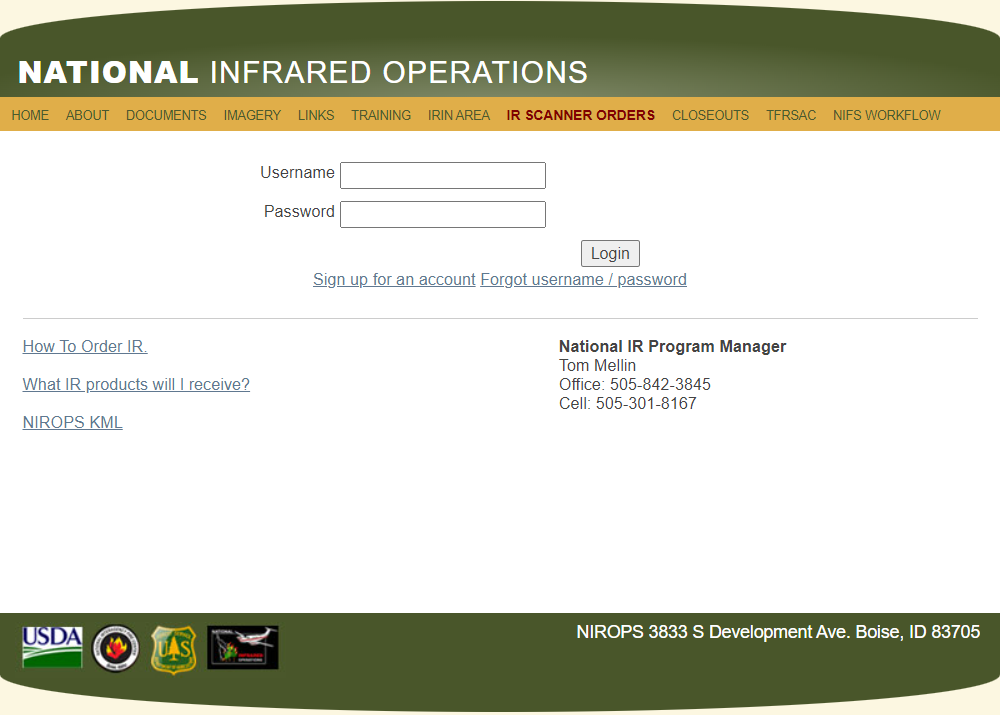 NATIONAL INFRARED OPERATIONS
HOME ABOUT DOCUMENTS IMAGERY LINKS TRAINING IRIN AREA IR SCANNER ORDERS CLOSEOUTS TFRSAC NIFS WORKFLOW
Username
Password
Login
Sign up for an account Forgot username / password
How To Order IR.
What IR products will I receive?
NIROPS KML
National IR Program Manager
Tom Mellin
Office: 505-842-3845
Cell: 505-301-8167
USDA
NIROPS 3833 S Development Ave. Boise, ID 83705